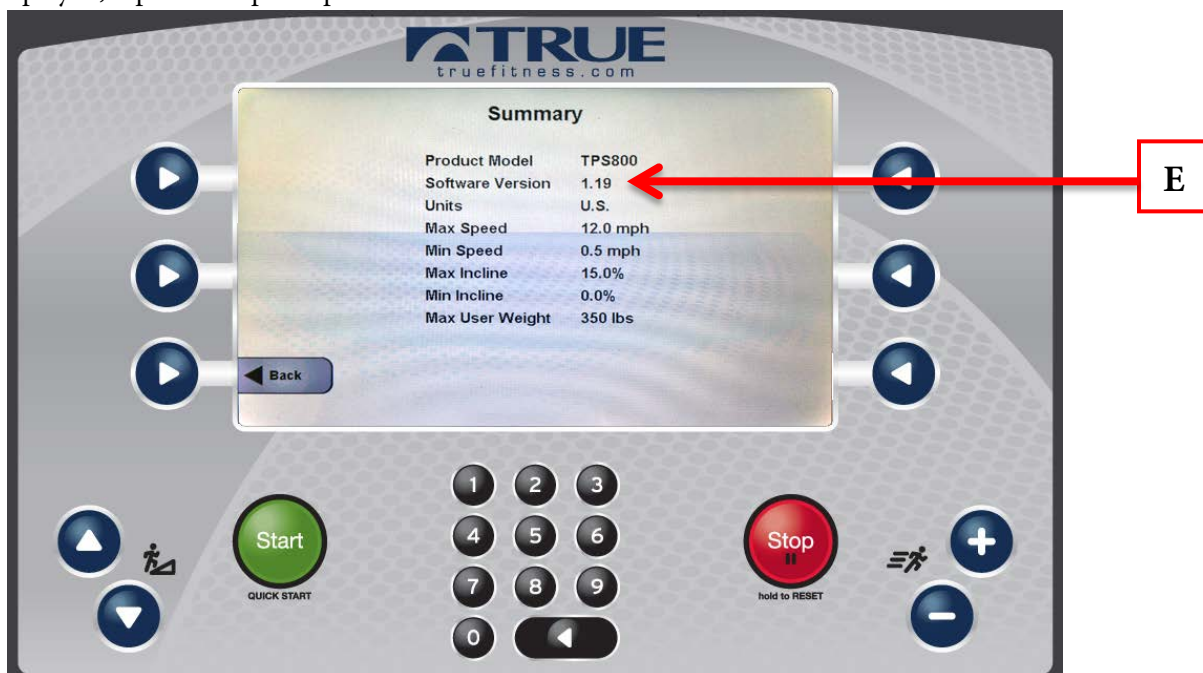 TRUE
truefitness.com
Summary
Product Model TPS800
Software Version 1.19
Units U.S.
Max Speed 12.0 mph
Min Speed 0.5 mph
Max Incline 15.0%
Min Incline 0.0%
Max User Weight 350 lbs
Back
E
1 2 3
4 5 6
7 8 9
0
Start
QUICK START
Stop
hold to RESET